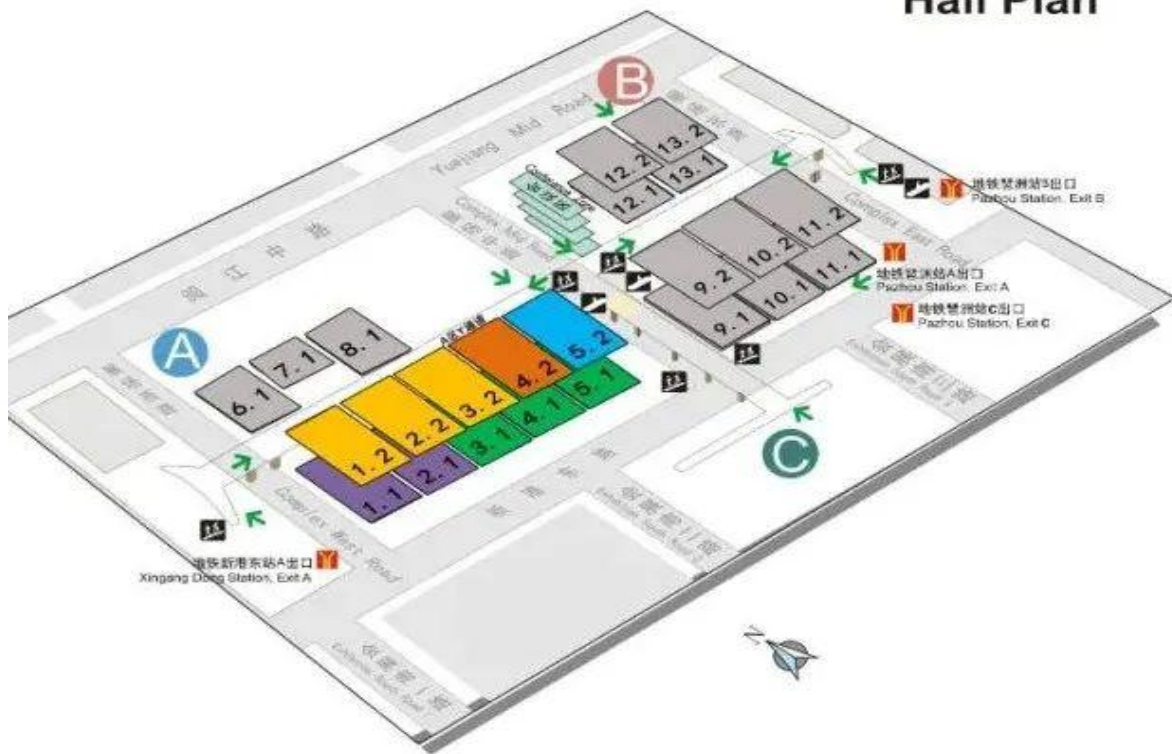 Hall Plan
B
Yuejiang Mid Road
阅江中路
Conference Zone
13.2
12.2
13.1
12.1
地铁琶洲站B出口
Pazhou Station, Exit B
Complex East Road
11.2
10.2
9.2
11.1
10.1
9.1
地铁琶洲站A出口
Pazhou Station, Exit A
地铁琶洲站C出口
Pazhou Station, Exit C
A
8.1
7.1
6.1
5.2
4.2
3.2
2.2
1.2
5.1
4.1
3.1
2.1
1.1
C
Complex West Road
地铁新港东站A出口
Xingang Dong Station, Exit A
N